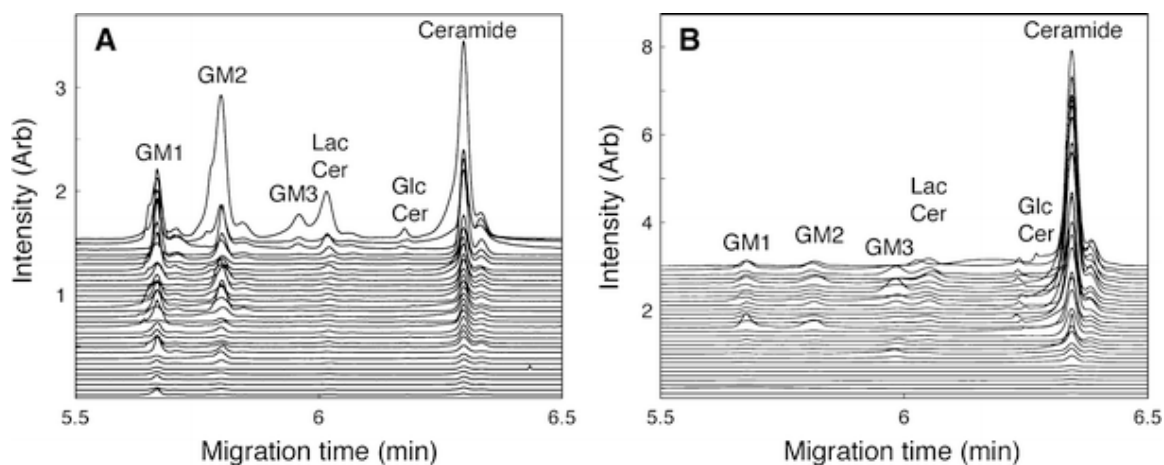 A
Ceramide
GM2
GM1
Lac
Cer
GM3
Glc
Cer
3
2
1
Intensity (Arb)
5.5
6
6.5
Migration time (min)
B
Ceramide
Lac
Cer
Glc
Cer
GM1
GM2
GM3
8
6
4
2
Intensity (Arb)
5.5
6
6.5
Migration time (min)